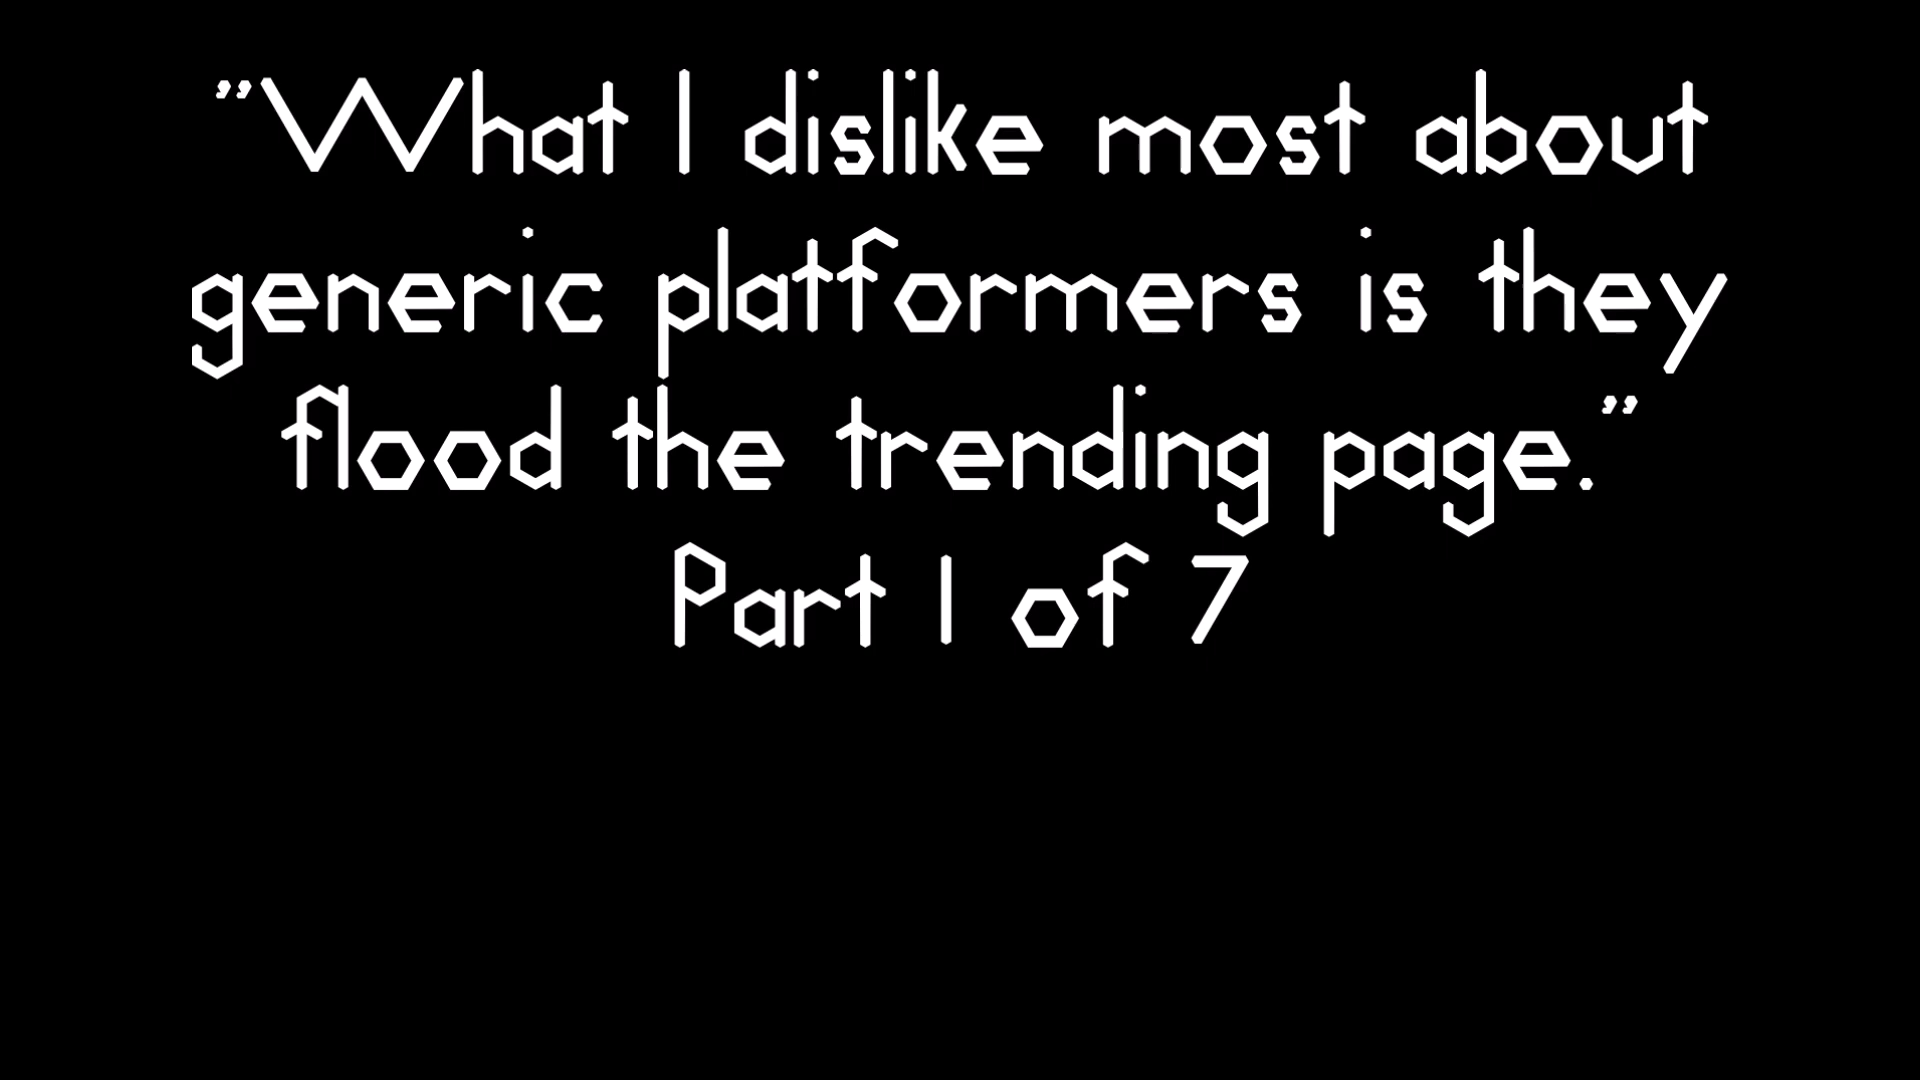 "What I dislike most about
generic platformers is they
flood the trending page."
Part 1 of 7